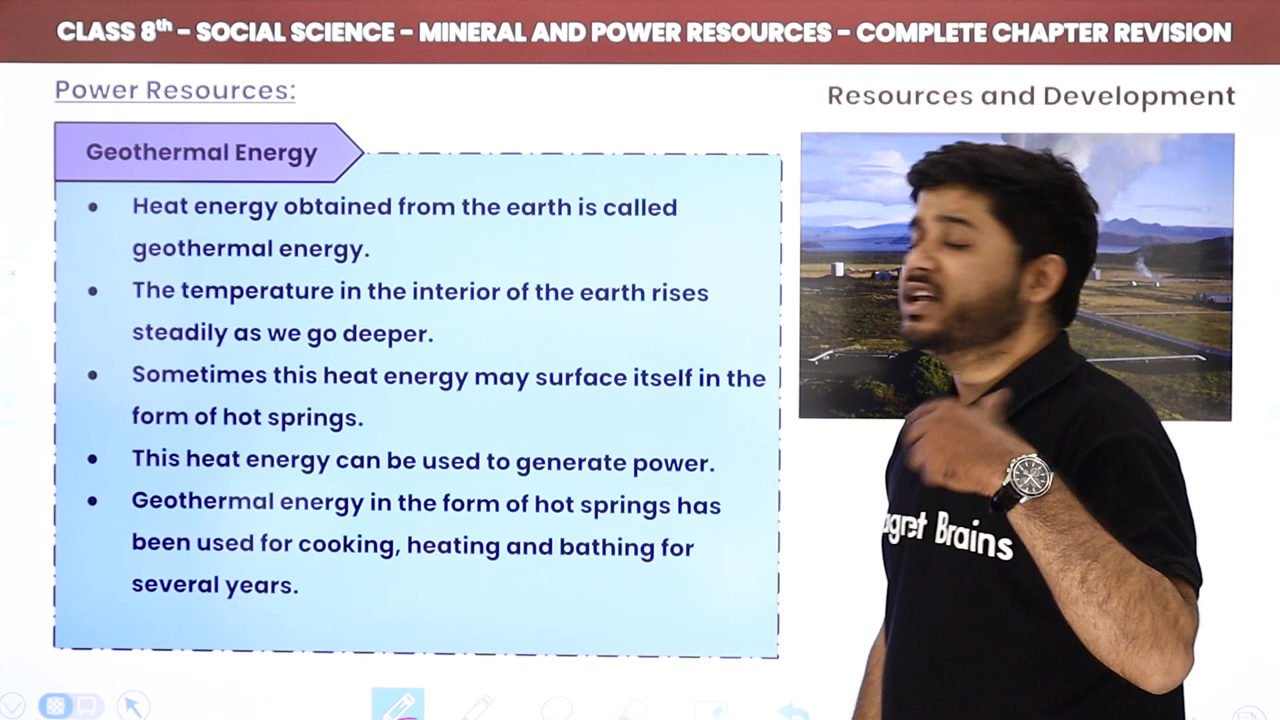 CLASS 8th – SOCIAL SCIENCE – MINERAL AND POWER RESOURCES – COMPLETE CHAPTER REVISION
Power Resources:
Resources and Development
Geothermal Energy
• Heat energy obtained from the earth is called
geothermal energy.
• The temperature in the interior of the earth rises
steadily as we go deeper.
• Sometimes this heat energy may surface itself in the
form of hot springs.
• This heat energy can be used to generate power.
• Geothermal energy in the form of hot springs has
been used for cooking, heating and bathing for
several years.
Brains